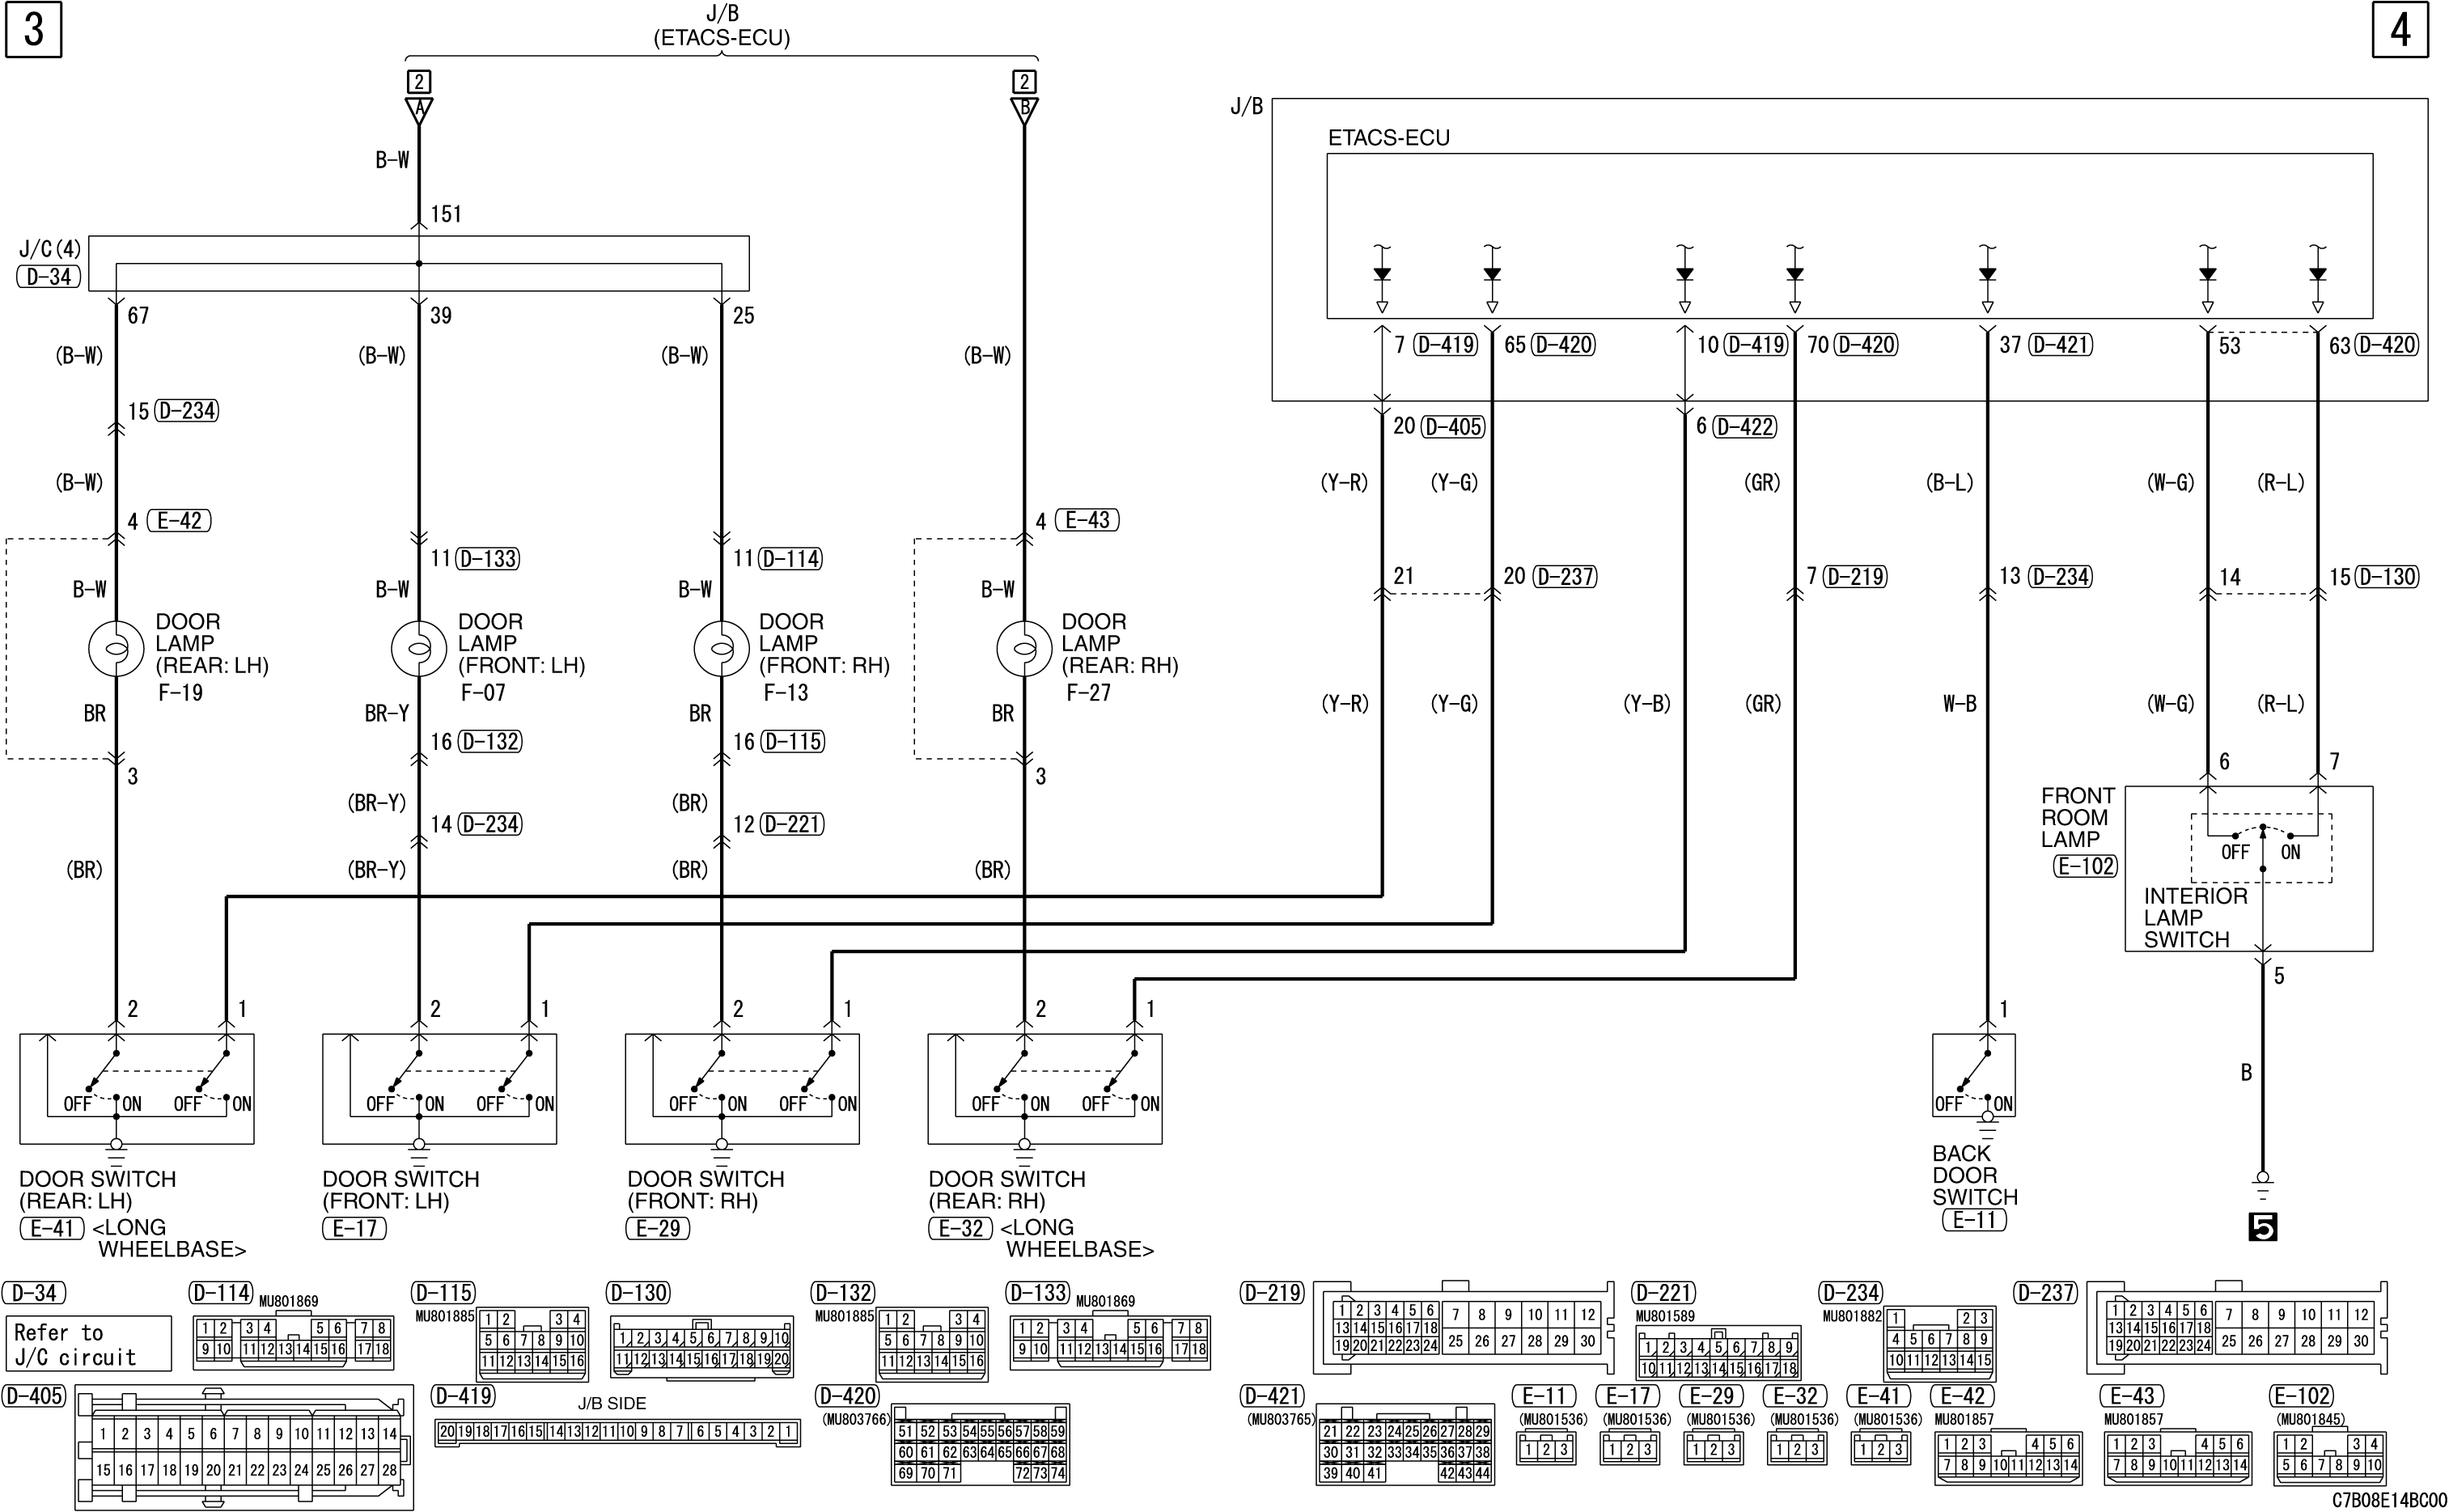 3
J/B
(ETACS-ECU)
4
2
A
2
B
J/B
ETACS-ECU
B-W
151
J/C(4)
D-34
67
39
25
(B-W)
(B-W)
(B-W)
(B-W)
7 D-419
65 D-420
10 D-419
70 D-420
37 D-421
53
63 D-420
15 D-234
20 D-405
6 D-422
(B-W)
(Y-R)
(Y-G)
(GR)
(B-L)
(W-G)
(R-L)
4 E-42
4 E-43
11 D-133
11 D-114
21
20 D-237
7 D-219
13 D-234
14
15 D-130
B-W
B-W
B-W
B-W
DOOR
LAMP
(REAR: LH)
F-19
DOOR
LAMP
(FRONT: LH)
F-07
DOOR
LAMP
(FRONT: RH)
F-13
DOOR
LAMP
(REAR: RH)
F-27
BR
BR-Y
BR
BR
(Y-R)
(Y-G)
(Y-B)
(GR)
W-B
(W-G)
(R-L)
16 D-132
16 D-115
3
3
6
7
(BR-Y)
(BR)
14 D-234
12 D-221
FRONT
ROOM
LAMP
E-102
OFF ON
INTERIOR
LAMP
SWITCH
(BR)
(BR-Y)
(BR)
(BR)
5
2 1
2 1
2 1
2 1
1
OFF ON OFF ON
OFF ON OFF ON
OFF ON OFF ON
OFF ON OFF ON
OFF ON
B
DOOR SWITCH
(REAR: LH)
E-41 <LONG
WHEELBASE>
DOOR SWITCH
(FRONT: LH)
E-17
DOOR SWITCH
(FRONT: RH)
E-29
DOOR SWITCH
(REAR: RH)
E-32 <LONG
WHEELBASE>
BACK
DOOR
SWITCH
E-11
5
D-34
Refer to
J/C circuit
D-114
MU801869
1 2 3 4 5 6 7 8
9 10 11 12 13 14 15 16 17 18
D-115
MU801885
1 2 3 4
5 6 7 8 9 10
11 12 13 14 15 16
D-130
1 2 3 4 5 6 7 8 9 10
11 12 13 14 15 16 17 18 19 20
D-132
MU801885
1 2 3 4
5 6 7 8 9 10
11 12 13 14 15 16
D-133
MU801869
1 2 3 4 5 6 7 8
9 10 11 12 13 14 15 16 17 18
D-219
1 2 3 4 5 6 7 8 9 10 11 12
13 14 15 16 17 18
19 20 21 22 23 24 25 26 27 28 29 30
D-221
MU801589
1 2 3 4 5 6 7 8 9
10 11 12 13 14 15 16 17 18
D-234
MU801882
1 2 3
4 5 6 7 8 9
10 11 12 13 14 15
D-237
1 2 3 4 5 6 7 8 9 10 11 12
13 14 15 16 17 18
19 20 21 22 23 24 25 26 27 28 29 30
D-405
1 2 3 4 5 6 7 8 9 10 11 12 13 14
15 16 17 18 19 20 21 22 23 24 25 26 27 28
D-419
J/B SIDE
20 19 18 17 16 15 14 13 12 11 10 9 8 7 6 5 4 3 2 1
D-420
(MU803766)
51 52 53 54 55 56 57 58 59
60 61 62 63 64 65 66 67 68
69 70 71 72 73 74
D-421
(MU803765)
21 22 23 24 25 26 27 28 29
30 31 32 33 34 35 36 37 38
39 40 41 42 43 44
E-11
(MU801536)
1 2 3
E-17
(MU801536)
1 2 3
E-29
(MU801536)
1 2 3
E-32
(MU801536)
1 2 3
E-41
(MU801536)
1 2 3
E-42
MU801857
1 2 3 4 5 6
7 8 9 10 11 12 13 14
E-43
MU801857
1 2 3 4 5 6
7 8 9 10 11 12 13 14
E-102
(MU801845)
1 2 3 4
5 6 7 8 9 10
C7B08E14BC00